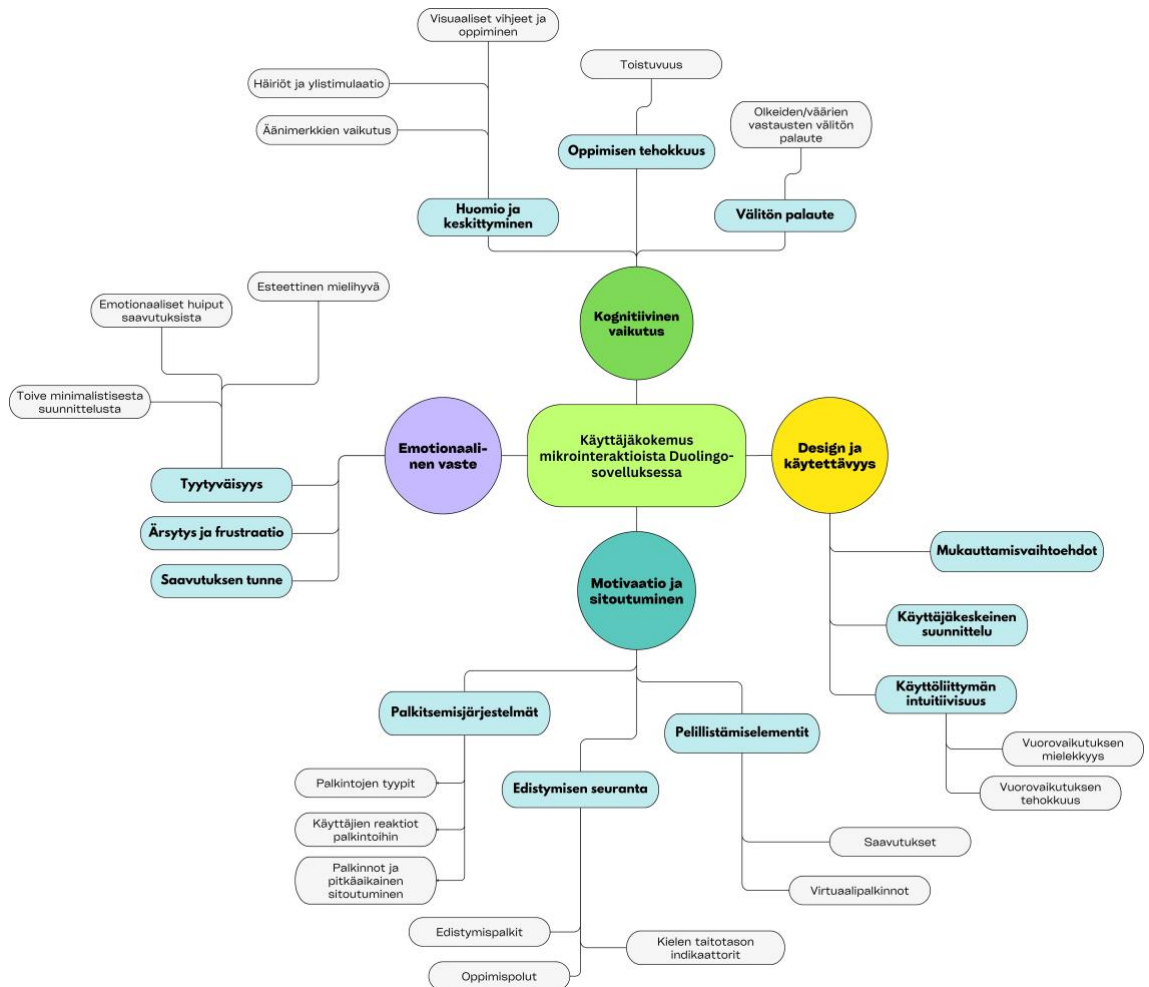 Visuaaliset vihjeet ja
oppiminen
Häiriöt ja ylistimulaatio
Äänimerkkien vaikutus
Huomio ja
keskittyminen
Toistuvuus
Oppimisen tehokkuus
Olkeiden/väärien
vastausten välitön
palaute
Välitön palaute
Kognitiivinen
vaikutus
Esteettinen mielihyvä
Emotionaaliset huiput
saavutuksista
Toive minimalistisesta
suunnittelusta
Tyytyväisyys
Ärsytys ja frustraatio
Saavutuksen tunne
Emotionaali-
nen vaste
Käyttäjäkokemus
mikrointeraktioista Duolingo-
sovelluksessa
Design ja
käytettävyys
Mukauttamisvaihtoehdot
Käyttäjäkeskeinen
suunnittelu
Käyttöliittymän
intuitiivisuus
Vuorovaikutuksen
mielekkyys
Vuorovaikutuksen
tehokkuus
Motivaatio ja
sitoutuminen
Palkitsemisjärjestelmät
Palkintojen tyypit
Käyttäjien reaktiot
palkintoihin
Palkinnot ja
pitkäaikainen
sitoutuminen
Edistymisen seuranta
Edistymispalkit
Oppimispolut
Kielen taitotason
indikaattorit
Pelillistämiselementit
Saavutukset
Virtuaalipalkinnot